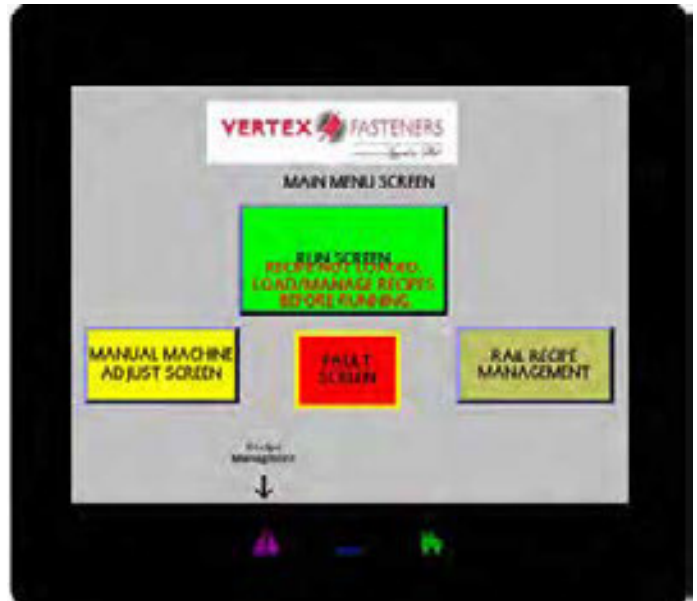 VERTEX FASTENERS
MAIN MENU SCREEN
RUN SCREEN
RECIPE NOT LOADED.
LOAD/MANAGE RECIPES
BEFORE RUNNING.
MANUAL MACHINE
ADJUST SCREEN
FAULT
SCREEN
RAIL RECIPE
MANAGEMENT